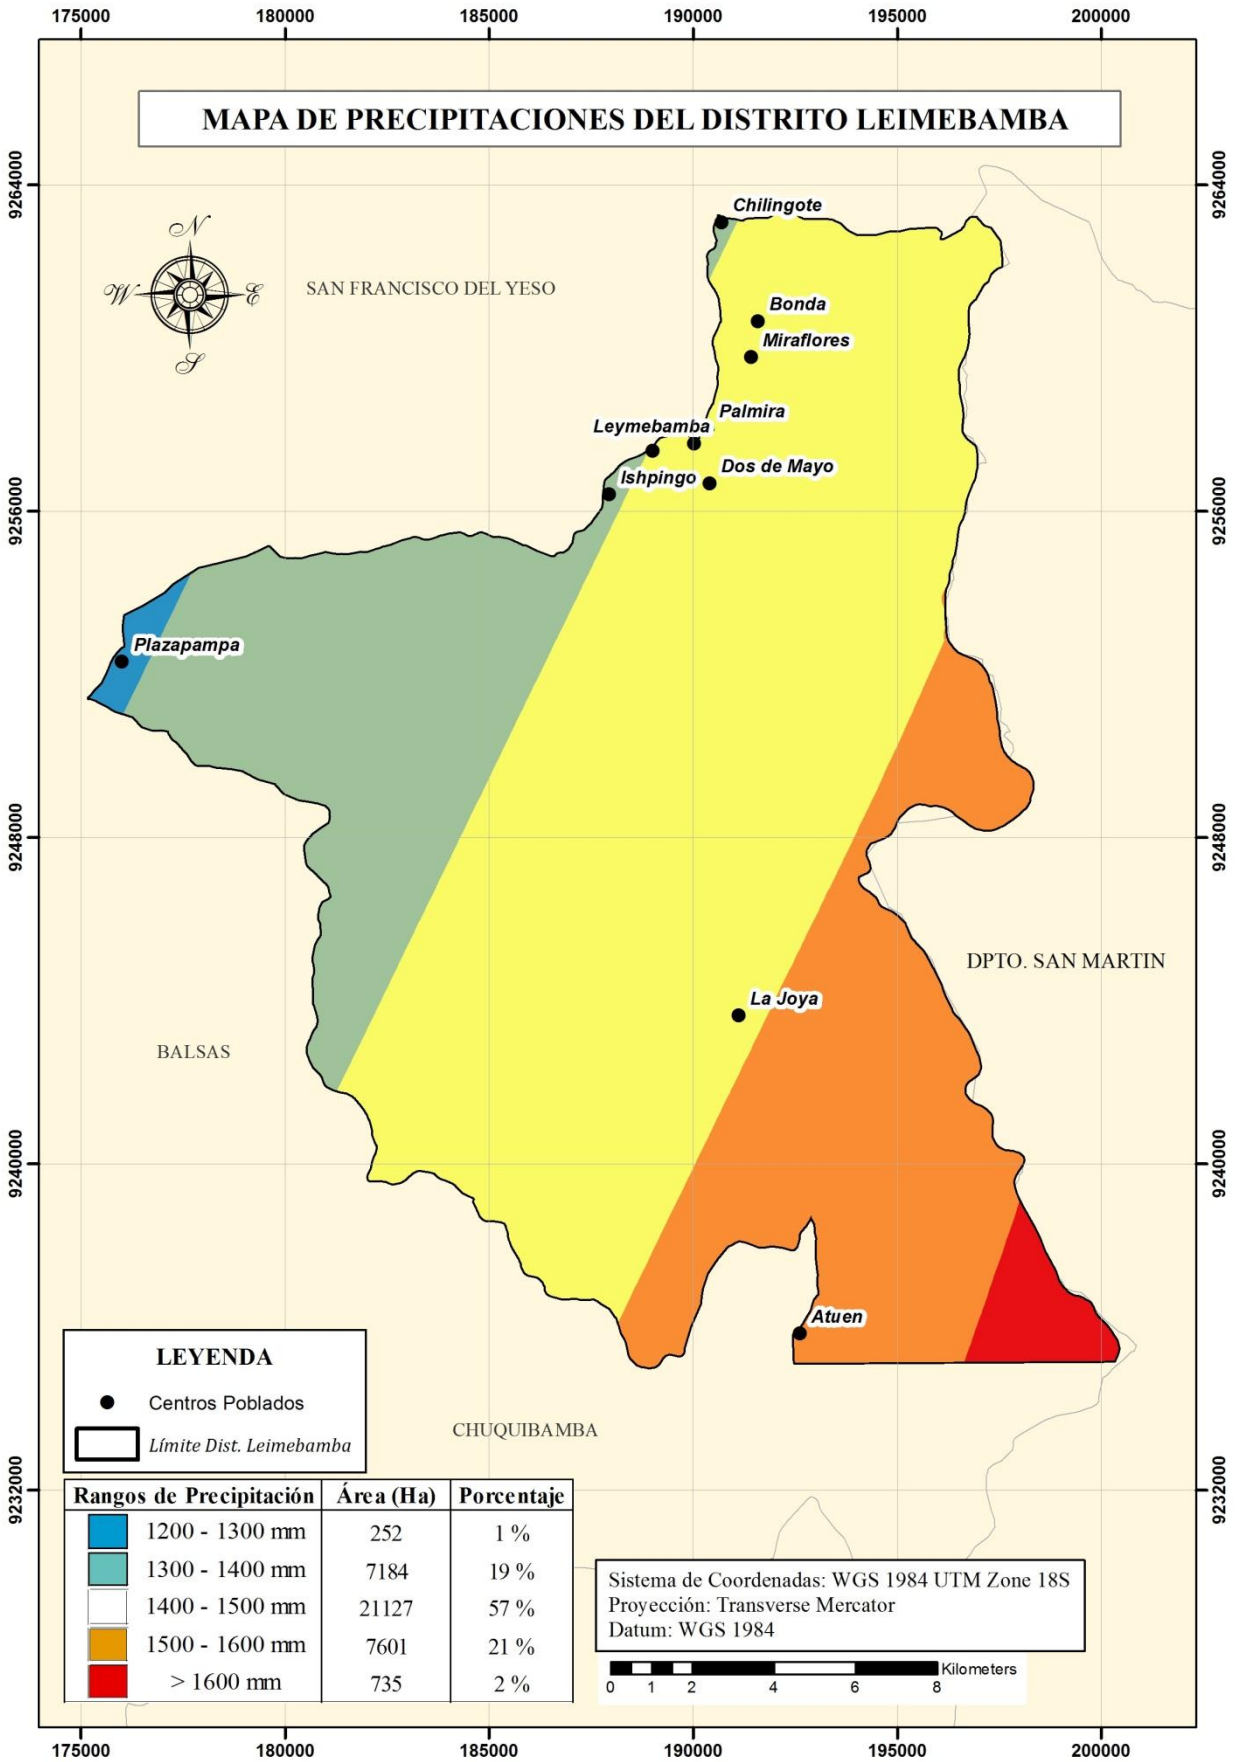 175000 180000 185000 190000 195000 200000
MAPA DE PRECIPITACIONES DEL DISTRITO LEIMEBAMBA
9264000 9264000
N
W E
S
SAN FRANCISCO DEL YESO
Chilingote
Bonda
Miraflores
Palmira
Leymebamba
Dos de Mayo
Ishpingo
9256000 9256000
Plazapampa
9248000 9248000
DPTO. SAN MARTIN
La Joya
BALSAS
9240000 9240000
Atuen
LEYENDA
Centros Poblados
Límite Dist. Leimebamba
CHUQUIBAMBA
9232000 9232000
Rangos de Precipitación Área (Ha) Porcentaje
1200 - 1300 mm 252 1 %
1300 - 1400 mm 7184 19 %
1400 - 1500 mm 21127 57 %
1500 - 1600 mm 7601 21 %
> 1600 mm 735 2 %
Sistema de Coordenadas: WGS 1984 UTM Zone 18S
Proyección: Transverse Mercator
Datum: WGS 1984
Kilometers
0 1 2 4 6 8
175000 180000 185000 190000 195000 200000